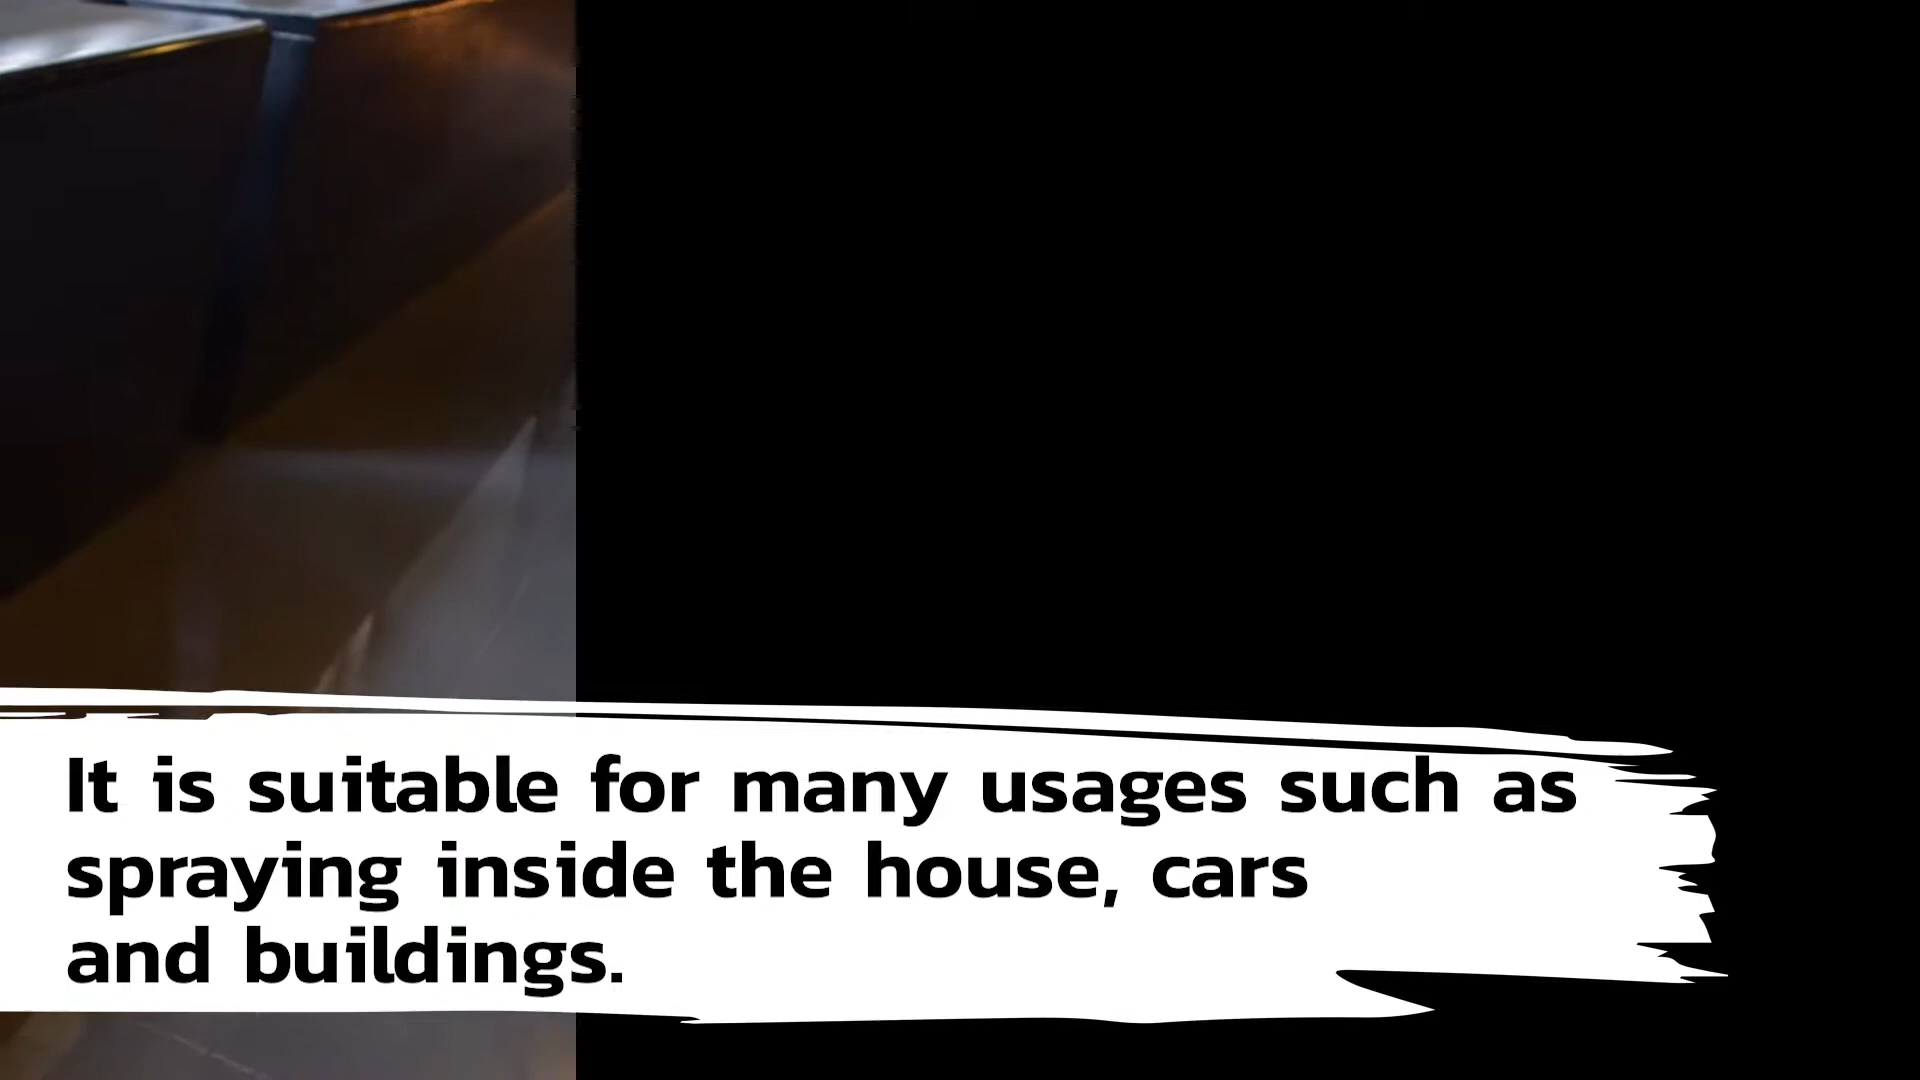 It is suitable for many usages such as
spraying inside the house, cars
and buildings.